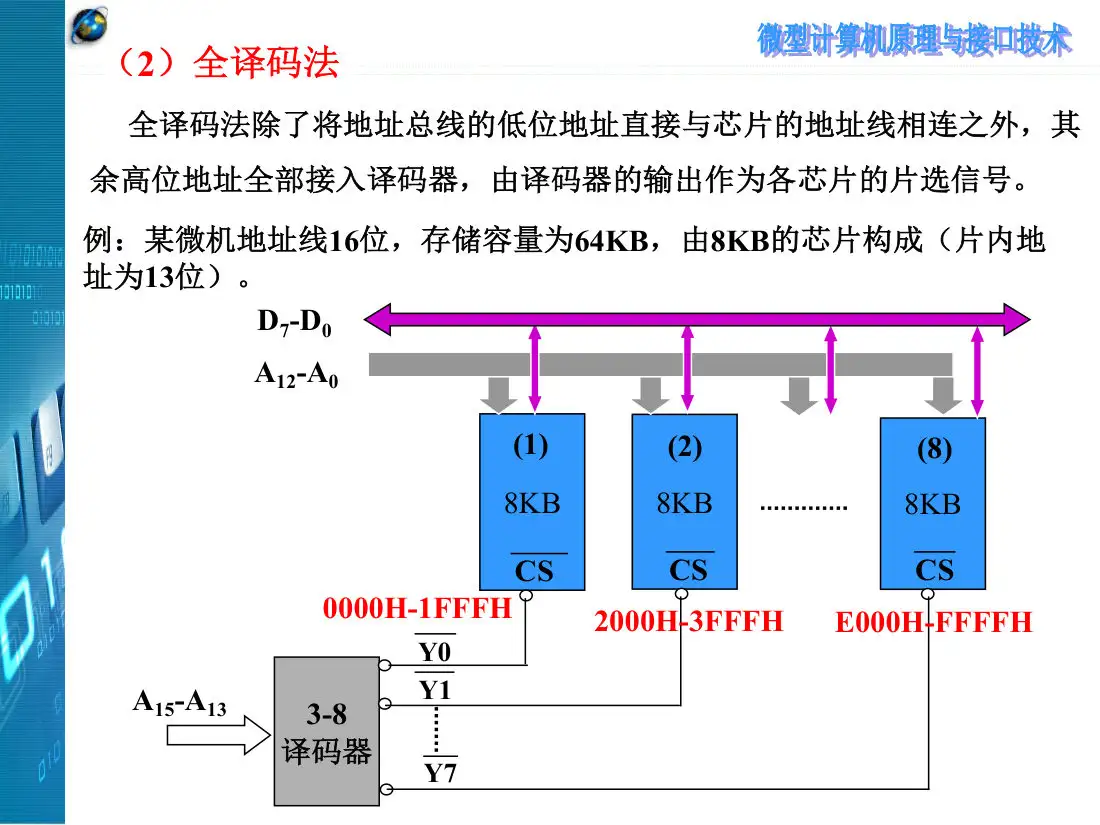 微型计算机原理与接口技术
（2）全译码法
全译码法除了将地址总线的低位地址直接与芯片的地址线相连之外，其
余高位地址全部接入译码器，由译码器的输出作为各芯片的片选信号。
例：某微机地址线16位，存储容量为64KB，由8KB的芯片构成（片内地
址为13位）。
D7-D0
A12-A0
(1)
8KB
CS
(2)
8KB
CS
.............
(8)
8KB
CS
0000H-1FFFH
2000H-3FFFH
E000H-FFFFH
Y0
Y1
Y7
A15-A13
3-8
译码器